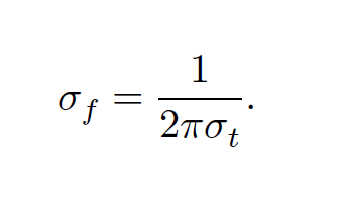 σ_f = 1/(2πσ_t).